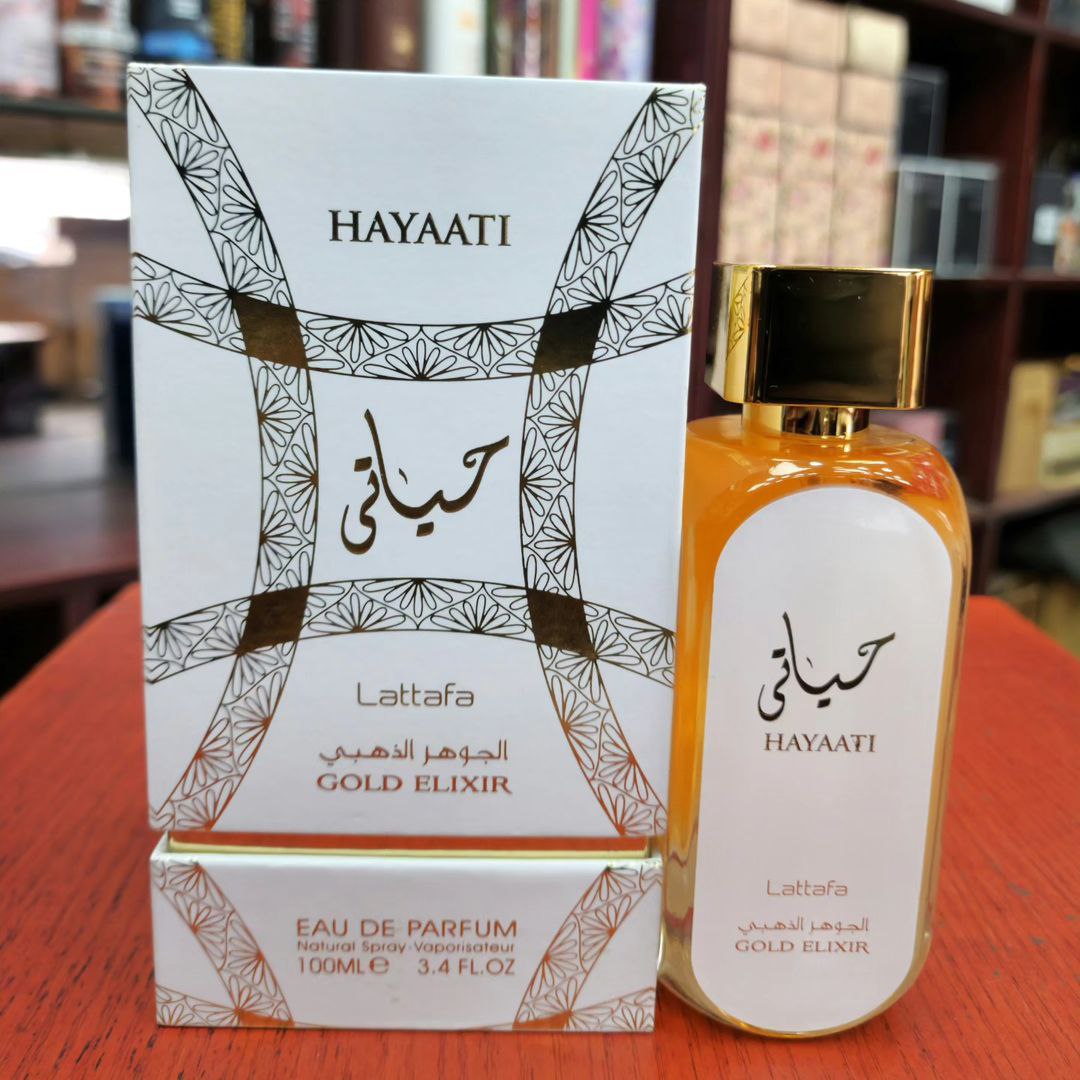 HAYAATI
حياتي
Lattafa
الجوهر الذهبي
GOLD ELIXIR
EAU DE PARFUM
Natural Spray Vaporisateur
100ML e 3.4 FL.OZ
حياتي
HAYAATI
Lattafa
الجوهر الذهبي
GOLD ELIXIR